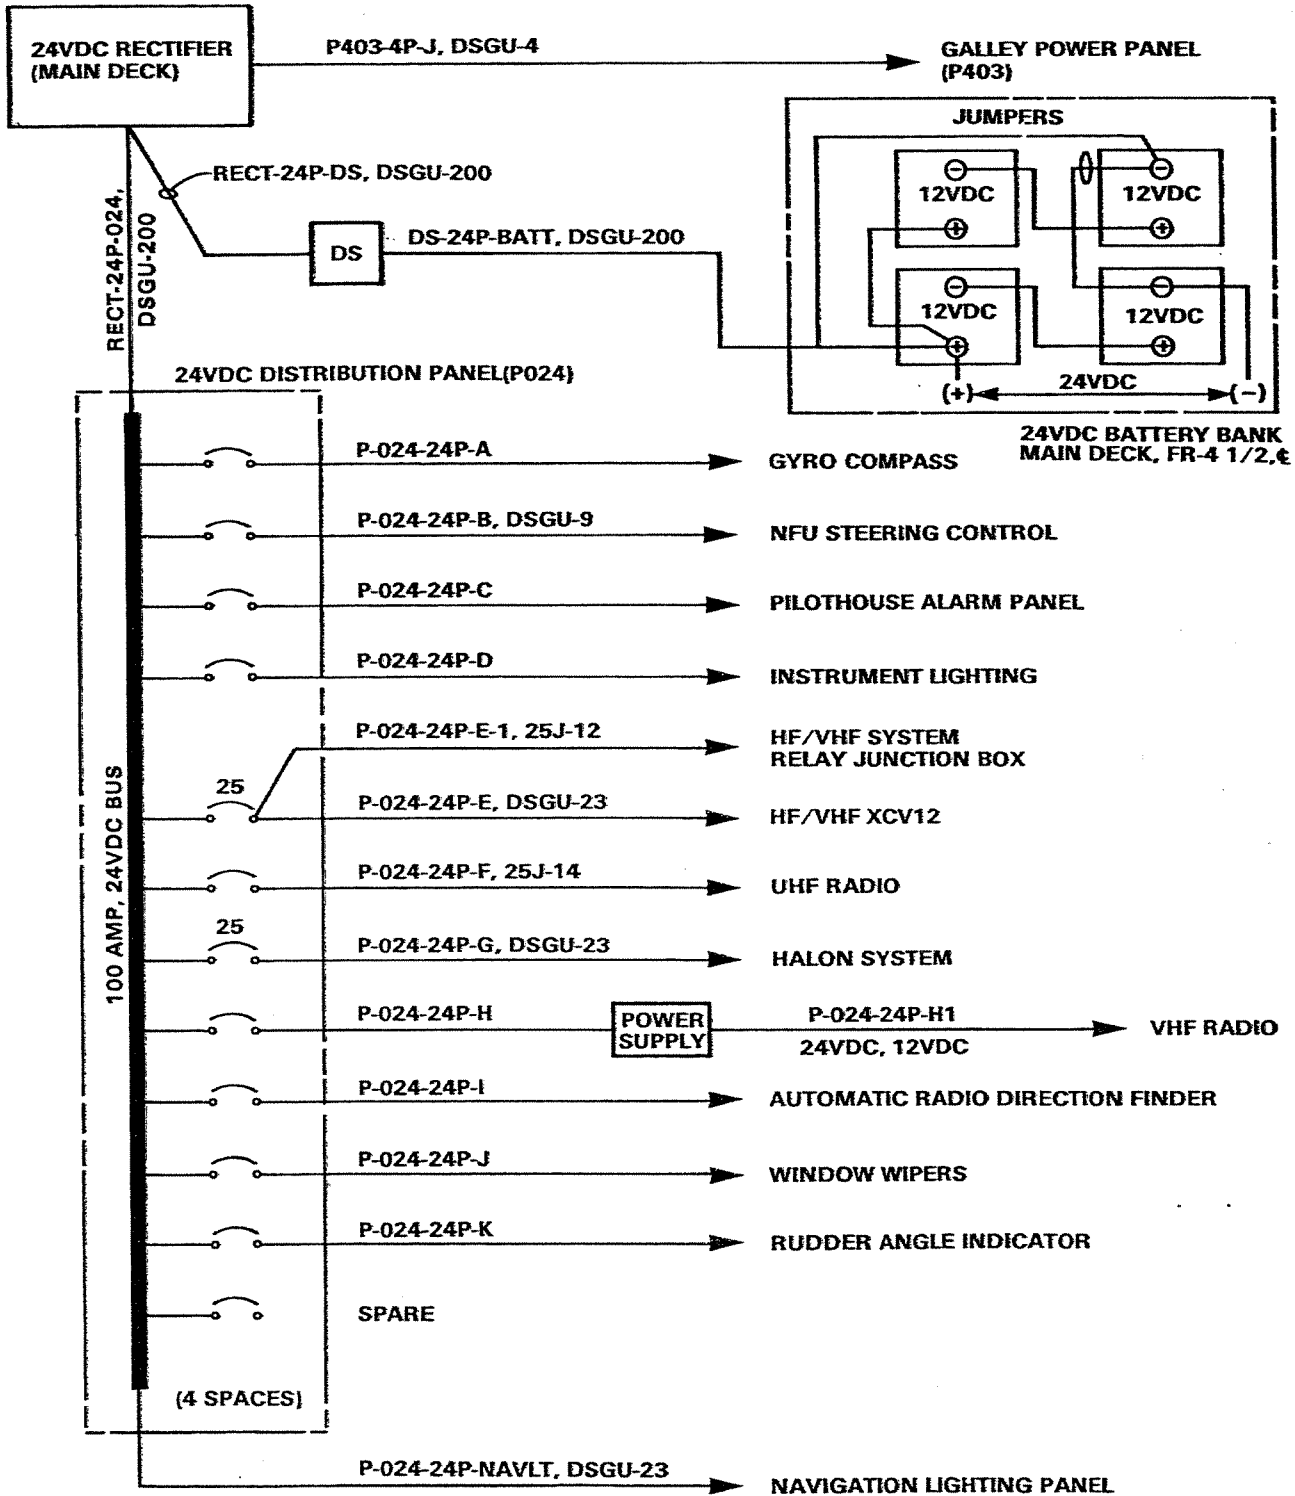 24VDC RECTIFIER
(MAIN DECK)
P403-4P-J, DSGU-4
GALLEY POWER PANEL
(P403)
JUMPERS
RECT-24P-DS, DSGU-200
RECT-24P-024,
DSGU-200
DS
DS-24P-BATT, DSGU-200
12VDC
12VDC
12VDC
12VDC
(+) 24VDC (-)
24VDC BATTERY BANK
MAIN DECK, FR-4 1/2,℄
24VDC DISTRIBUTION PANEL(P024)
100 AMP, 24VDC BUS
P-024-24P-A
GYRO COMPASS
P-024-24P-B, DSGU-9
NFU STEERING CONTROL
P-024-24P-C
PILOTHOUSE ALARM PANEL
P-024-24P-D
INSTRUMENT LIGHTING
P-024-24P-E-1, 25J-12
HF/VHF SYSTEM
RELAY JUNCTION BOX
25
P-024-24P-E, DSGU-23
HF/VHF XCV12
P-024-24P-F, 25J-14
UHF RADIO
25
P-024-24P-G, DSGU-23
HALON SYSTEM
P-024-24P-H
POWER
SUPPLY
P-024-24P-H1
24VDC, 12VDC
VHF RADIO
P-024-24P-I
AUTOMATIC RADIO DIRECTION FINDER
P-024-24P-J
WINDOW WIPERS
P-024-24P-K
RUDDER ANGLE INDICATOR
SPARE
(4 SPACES)
P-024-24P-NAVLT, DSGU-23
NAVIGATION LIGHTING PANEL